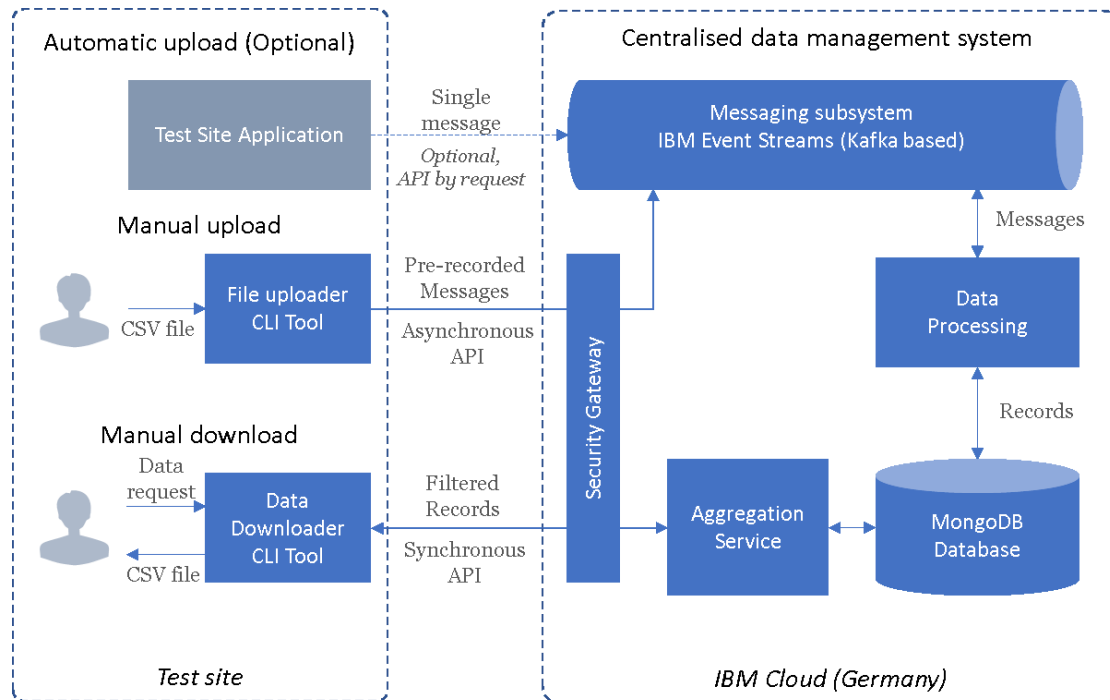 Automatic upload (Optional)
Centralised data management system
Test Site Application
Single
message
Optional,
API by request
Messaging subsystem
IBM Event Streams (Kafka based)
Messages
Manual upload
CSV file
File uploader
CLI Tool
Pre-recorded
Messages
Asynchronous
API
Security Gateway
Data
Processing
Records
Manual download
Data
request
CSV file
Data
Downloader
CLI Tool
Filtered
Records
Synchronous
API
Aggregation
Service
MongoDB
Database
Test site
IBM Cloud (Germany)